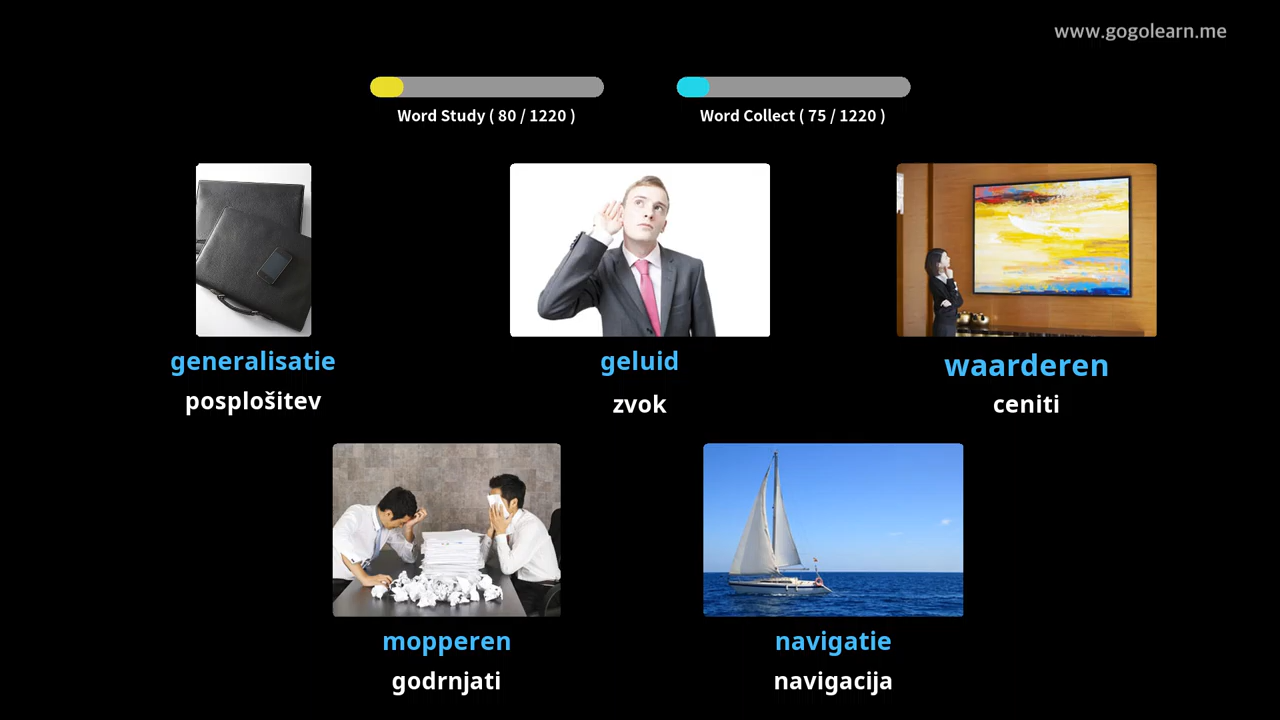 www.gogolearn.me
Word Study ( 80 / 1220 )
Word Collect ( 75 / 1220 )
generalisatie
posplošitev
geluid
zvok
waarderen
ceniti
mopperen
godrnjati
navigatie
navigacija